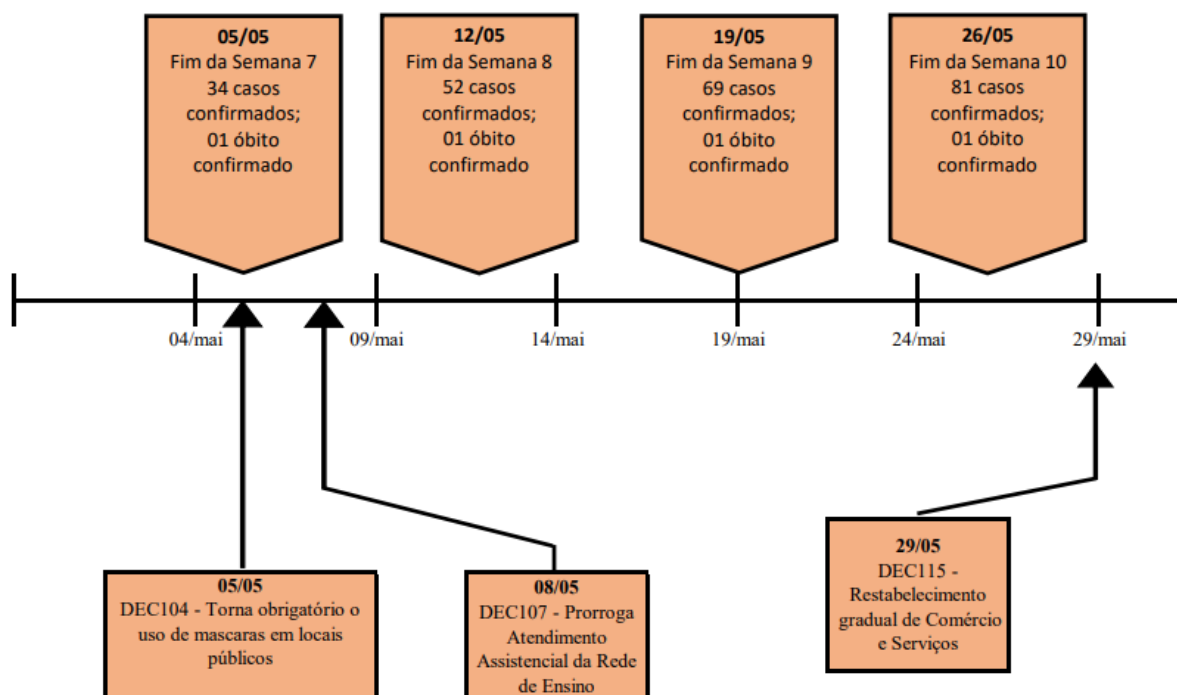 05/05
Fim da Semana 7
34 casos
confirmados;
01 óbito
confirmado
12/05
Fim da Semana 8
52 casos
confirmados;
01 óbito
confirmado
19/05
Fim da Semana 9
69 casos
confirmados;
01 óbito
confirmado
26/05
Fim da Semana 10
81 casos
confirmados;
01 óbito
confirmado
04/mai
09/mai
14/mai
19/mai
24/mai
29/mai
05/05
DEC104 - Torna obrigatório o
uso de mascaras em locais
públicos
08/05
DEC107 - Prorroga
Atendimento
Assistencial da Rede
de Ensino
29/05
DEC115 -
Restabelecimento
gradual de Comércio
e Serviços